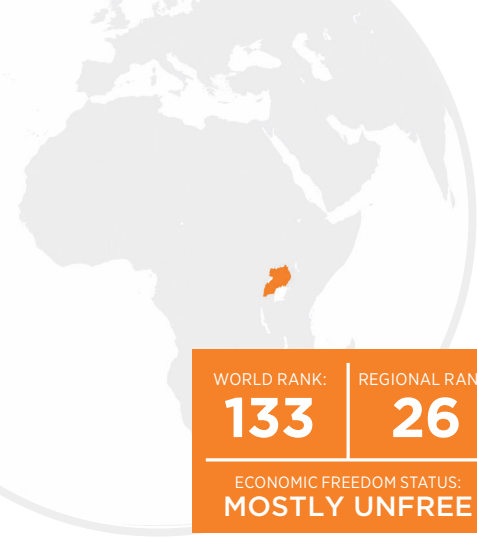 WORLD RANK:
133
REGIONAL RAN
26
ECONOMIC FREEDOM STATUS:
MOSTLY UNFREE